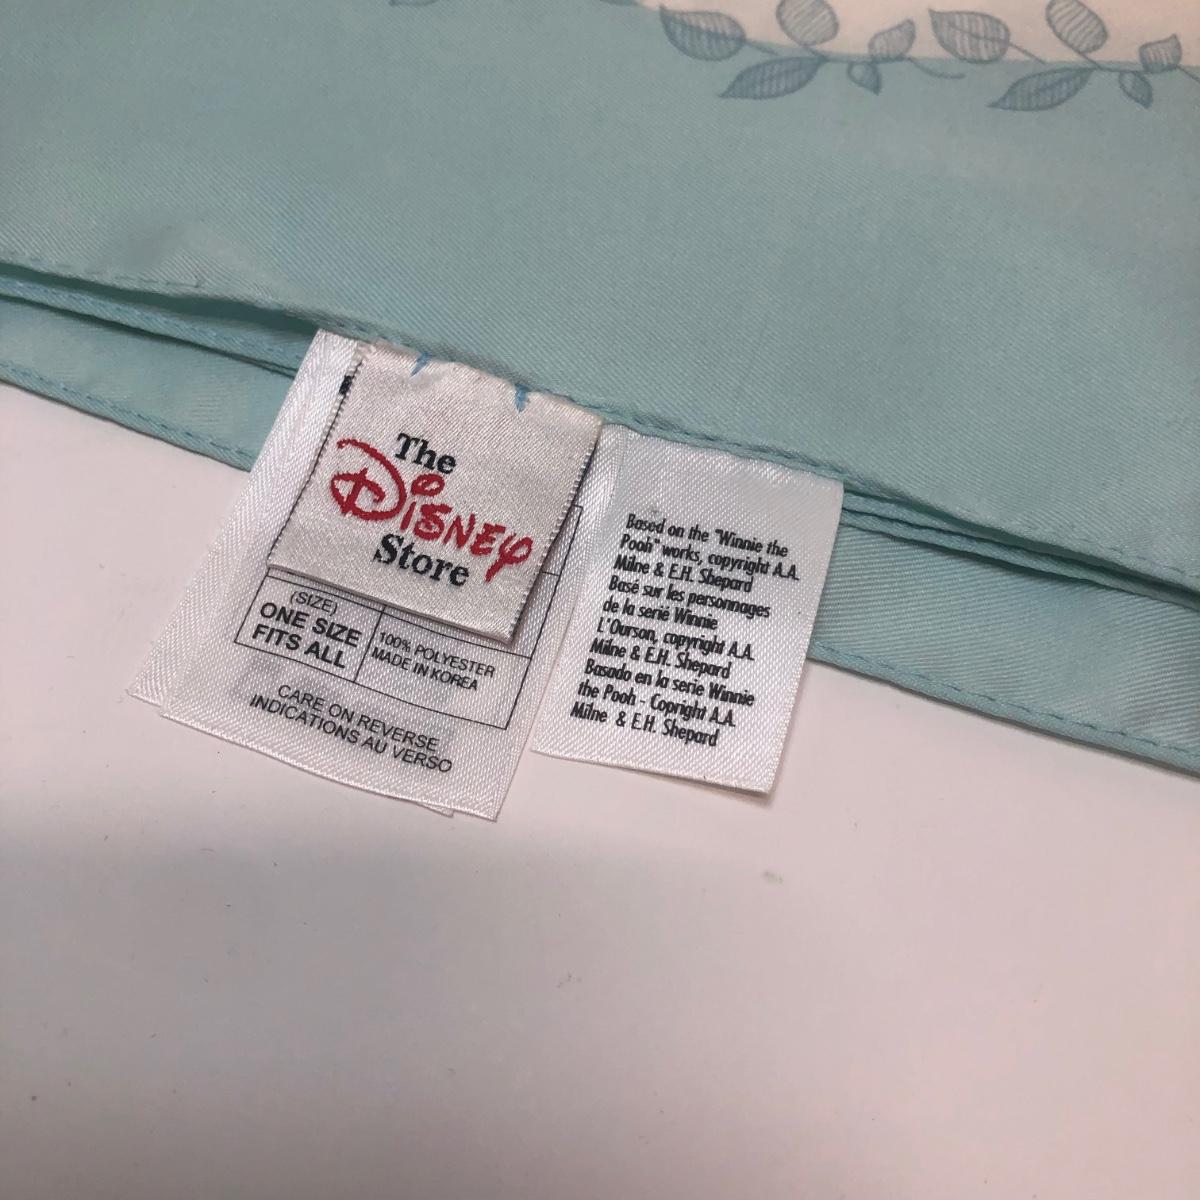 The
Disney
Store
(SIZE)
ONE SIZE
FITS ALL
100% POLYESTER
MADE IN KOREA
CARE ON REVERSE
INDICATIONS AU VERSO
Based on the "Winnie the
Pooh" works, copyright A.A.
Milne & E.H. Shepard
Basé sur les personnages
de la serié Winnie
L'Ourson, copyright A.A.
Milne & E.H. Shepard
Basado en la serie Winnie
the Pooh - Copright A.A.
Milne & E.H. Shepard